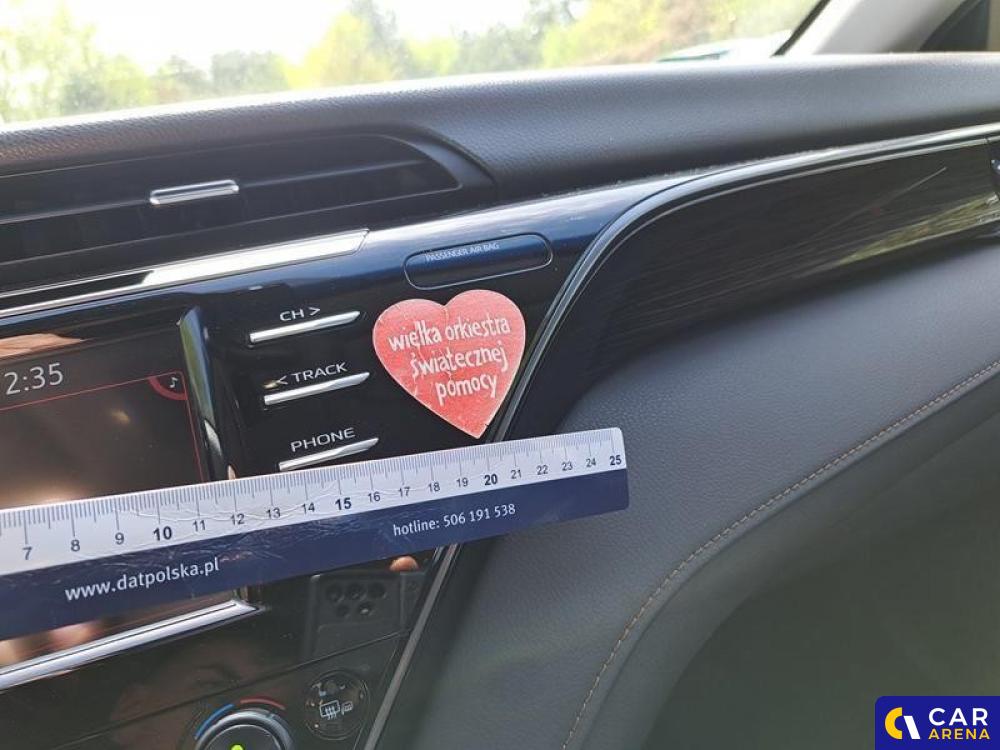 PASSENGER AIR BAG
CH >
2:35
< TRACK
wielka orkiestra
świątecznej
pomocy
PHONE
7 8 9 10 11 12 13 14 15 16 17 18 19 20 21 22 23 24 25
hotline: 506 191 538
www.datpolska.pl
CAR
ARENA